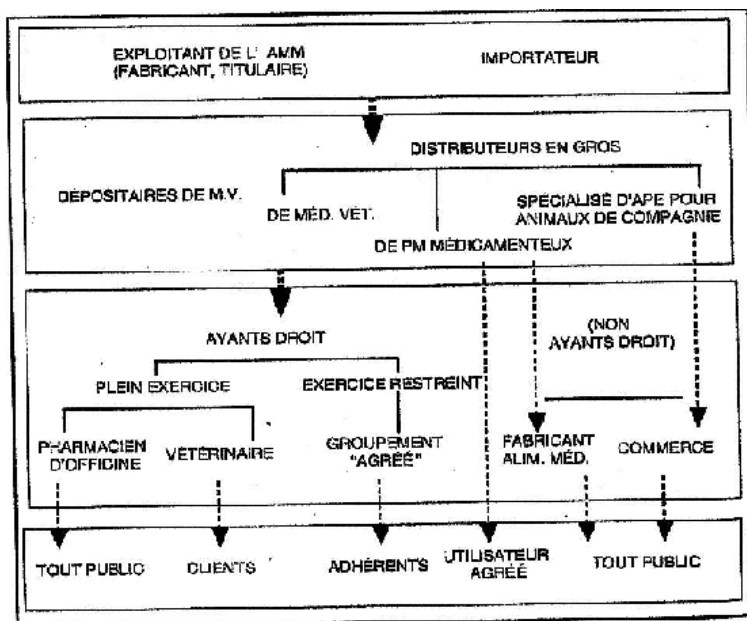 EXPLOITANT DE L' AMM
(FABRICANT, TITULAIRE)
IMPORTATEUR
DISTRIBUTEURS EN GROS
DÉPOSITAIRES DE M.V.
DE MÉD. VÉT.
SPÉCIALISÉ D'APE POUR
ANIMAUX DE COMPAGNIE
DE PM MÉDICAMENTEUX
AYANTS DROIT
(NON
AYANTS DROIT)
PLEIN EXERCICE
EXERCICE RESTREINT
PHARMACIEN
D'OFFICINE
VÉTÉRINAIRE
GROUPEMENT
"AGRÉÉ"
FABRICANT
ALIM. MÉD.
COMMERCE
TOUT PUBLIC
CLIENTS
ADHÉRENTS
UTILISATEUR
AGRÉÉ
TOUT PUBLIC